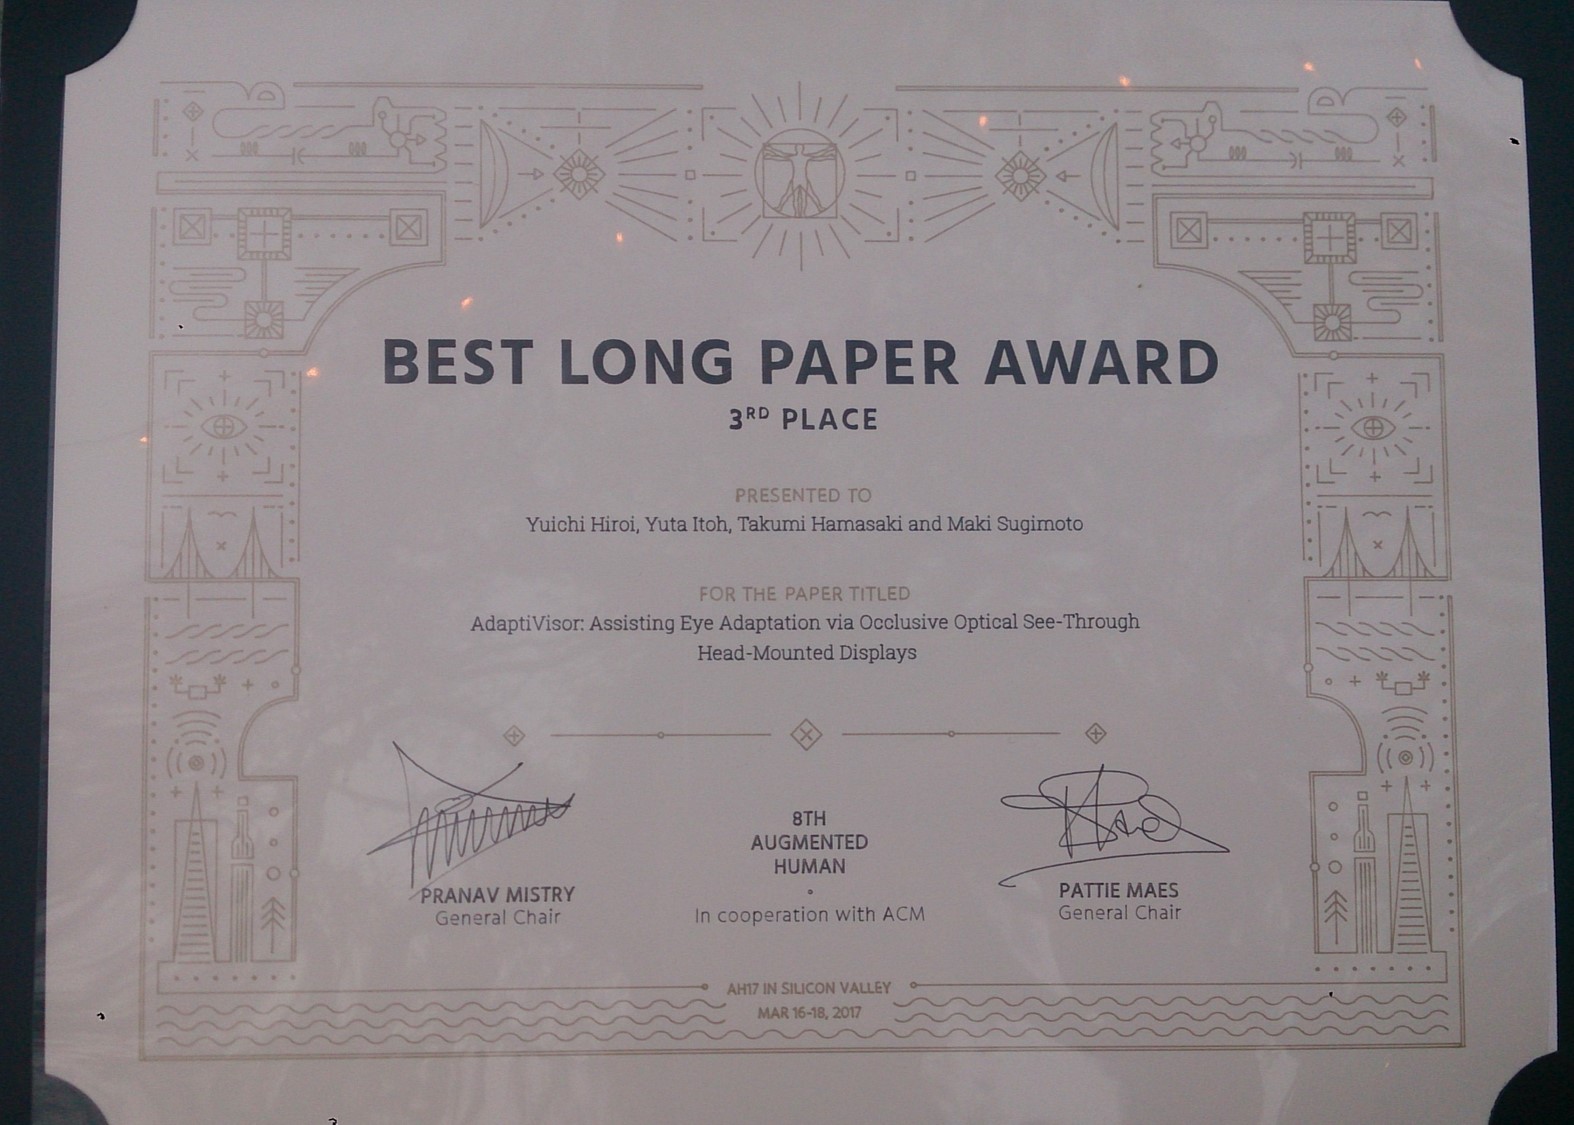 BEST LONG PAPER AWARD
3RD PLACE
PRESENTED TO
Yuichi Hiroi, Yuta Itoh, Takumi Hamasaki and Maki Sugimoto
FOR THE PAPER TITLED
AdaptiVisor: Assisting Eye Adaptation via Occlusive Optical See-Through
Head-Mounted Displays
PRANAV MISTRY
General Chair
8TH
AUGMENTED
HUMAN
In cooperation with ACM
PATTIE MAES
General Chair
AH17 IN SILICON VALLEY
MAR 16-18, 2017